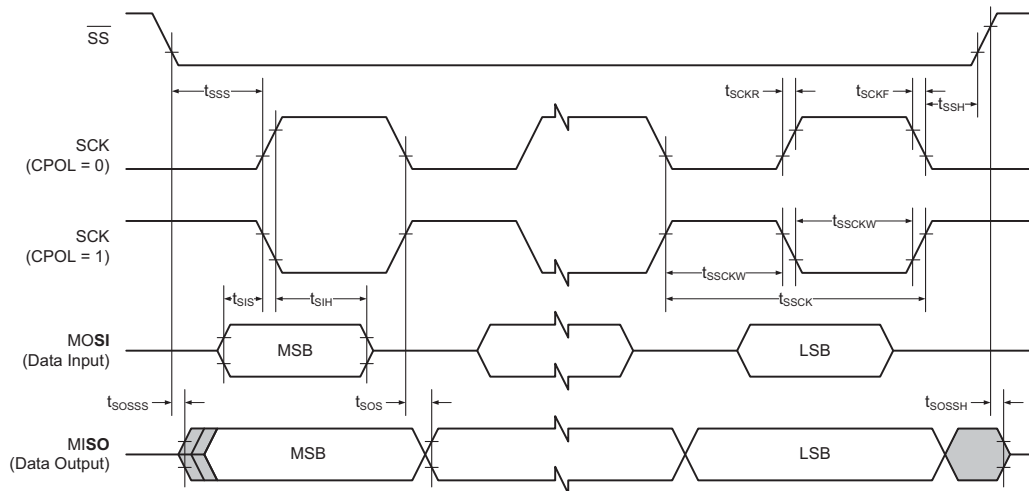 SS
tSSS
tSCKR
tSCKF
tSSH
SCK
(CPOL = 0)
SCK
(CPOL = 1)
tSSCKW
tSSCKW
tSSCK
tSIS
tSIH
MOSI
(Data Input)
MSB
LSB
tSOSSS
tSOS
tSOSSH
MISO
(Data Output)
MSB
LSB